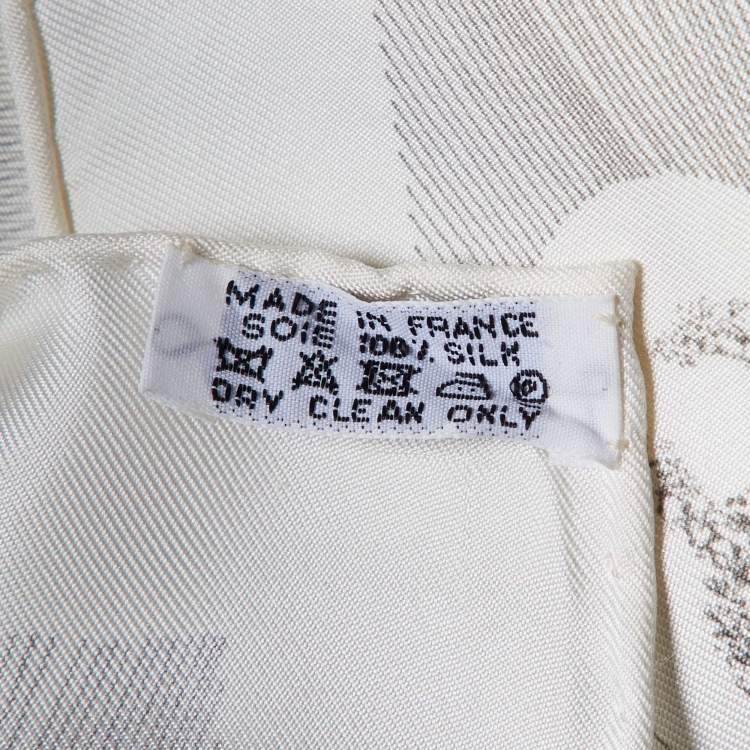 MADE IN FRANCE
SOIE 100% SILK
P
DRY CLEAN ONLY